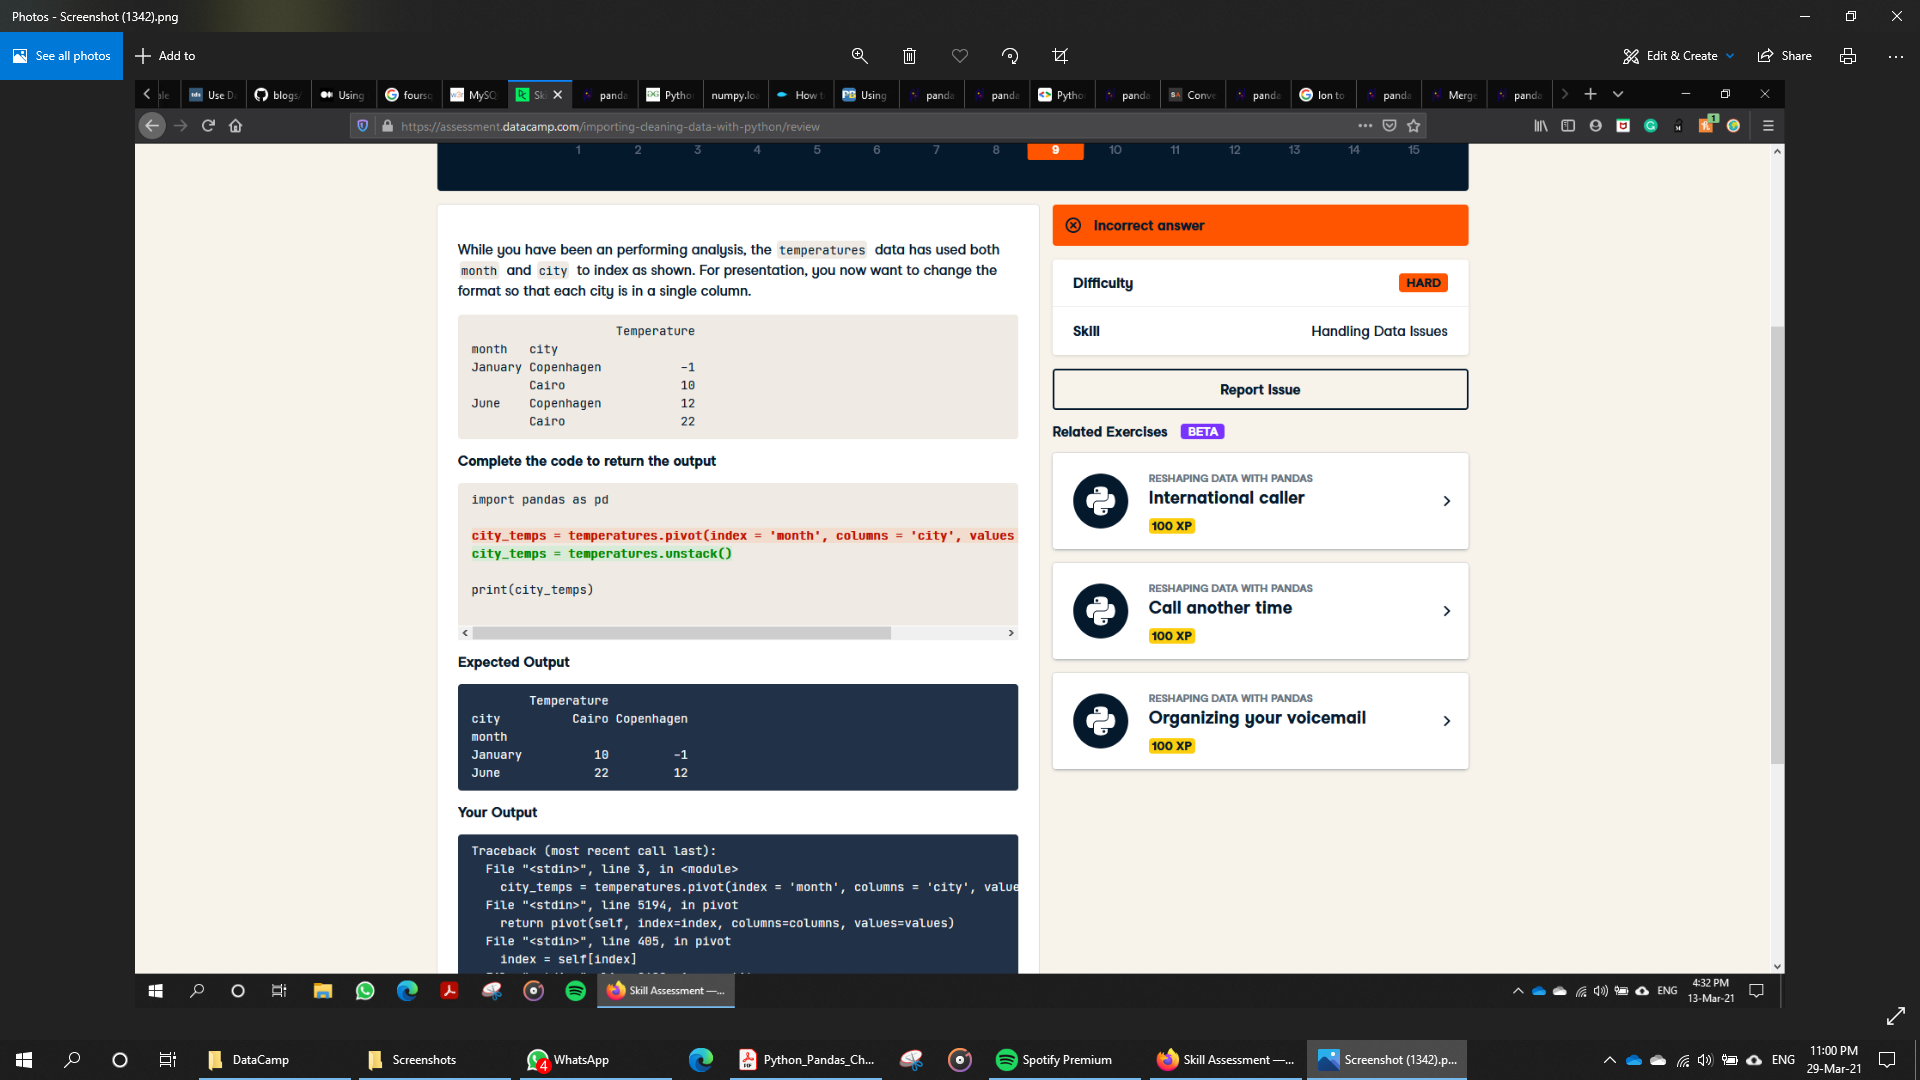 Photos - Screenshot (1342).png
See all photos
Add to
Edit & Create
Share
Use Da
blogs/
Using
foursq
MySQ
panda
Pytho
numpy.loa
How t
Using
panda
panda
Pytho
panda
Conve
panda
lon to
panda
Merge
panda
https://assessment.datacamp.com/importing-cleaning-data-with-python/review
1 2 3 4 5 6 7 8 9 10 11 12 13 14 15
While you have been an performing analysis, the temperatures data has used both
month and city to index as shown. For presentation, you now want to change the
format so that each city is in a single column.
Temperature
month city
January Copenhagen -1
Cairo 10
June Copenhagen 12
Cairo 22
Complete the code to return the output
import pandas as pd
city_temps = temperatures.pivot(index = 'month', columns = 'city', values
city_temps = temperatures.unstack()
print(city_temps)
Expected Output
Temperature
city Cairo Copenhagen
month
January 10 -1
June 22 12
Your Output
Traceback (most recent call last):
File "<stdin>", line 3, in <module>
city_temps = temperatures.pivot(index = 'month', columns = 'city', value
File "<stdin>", line 5194, in pivot
return pivot(self, index=index, columns=columns, values=values)
File "<stdin>", line 405, in pivot
index = self[index]
Incorrect answer
Difficulty HARD
Skill Handling Data Issues
Report Issue
Related Exercises BETA
RESHAPING DATA WITH PANDAS
International caller
100 XP
RESHAPING DATA WITH PANDAS
Call another time
100 XP
RESHAPING DATA WITH PANDAS
Organizing your voicemail
100 XP
Skill Assessment —...
ENG
4:32 PM
13-Mar-21
DataCamp
Screenshots
4
WhatsApp
Python_Pandas_Ch...
Spotify Premium
Skill Assessment —...
Screenshot (1342).p...
ENG
11:00 PM
29-Mar-21